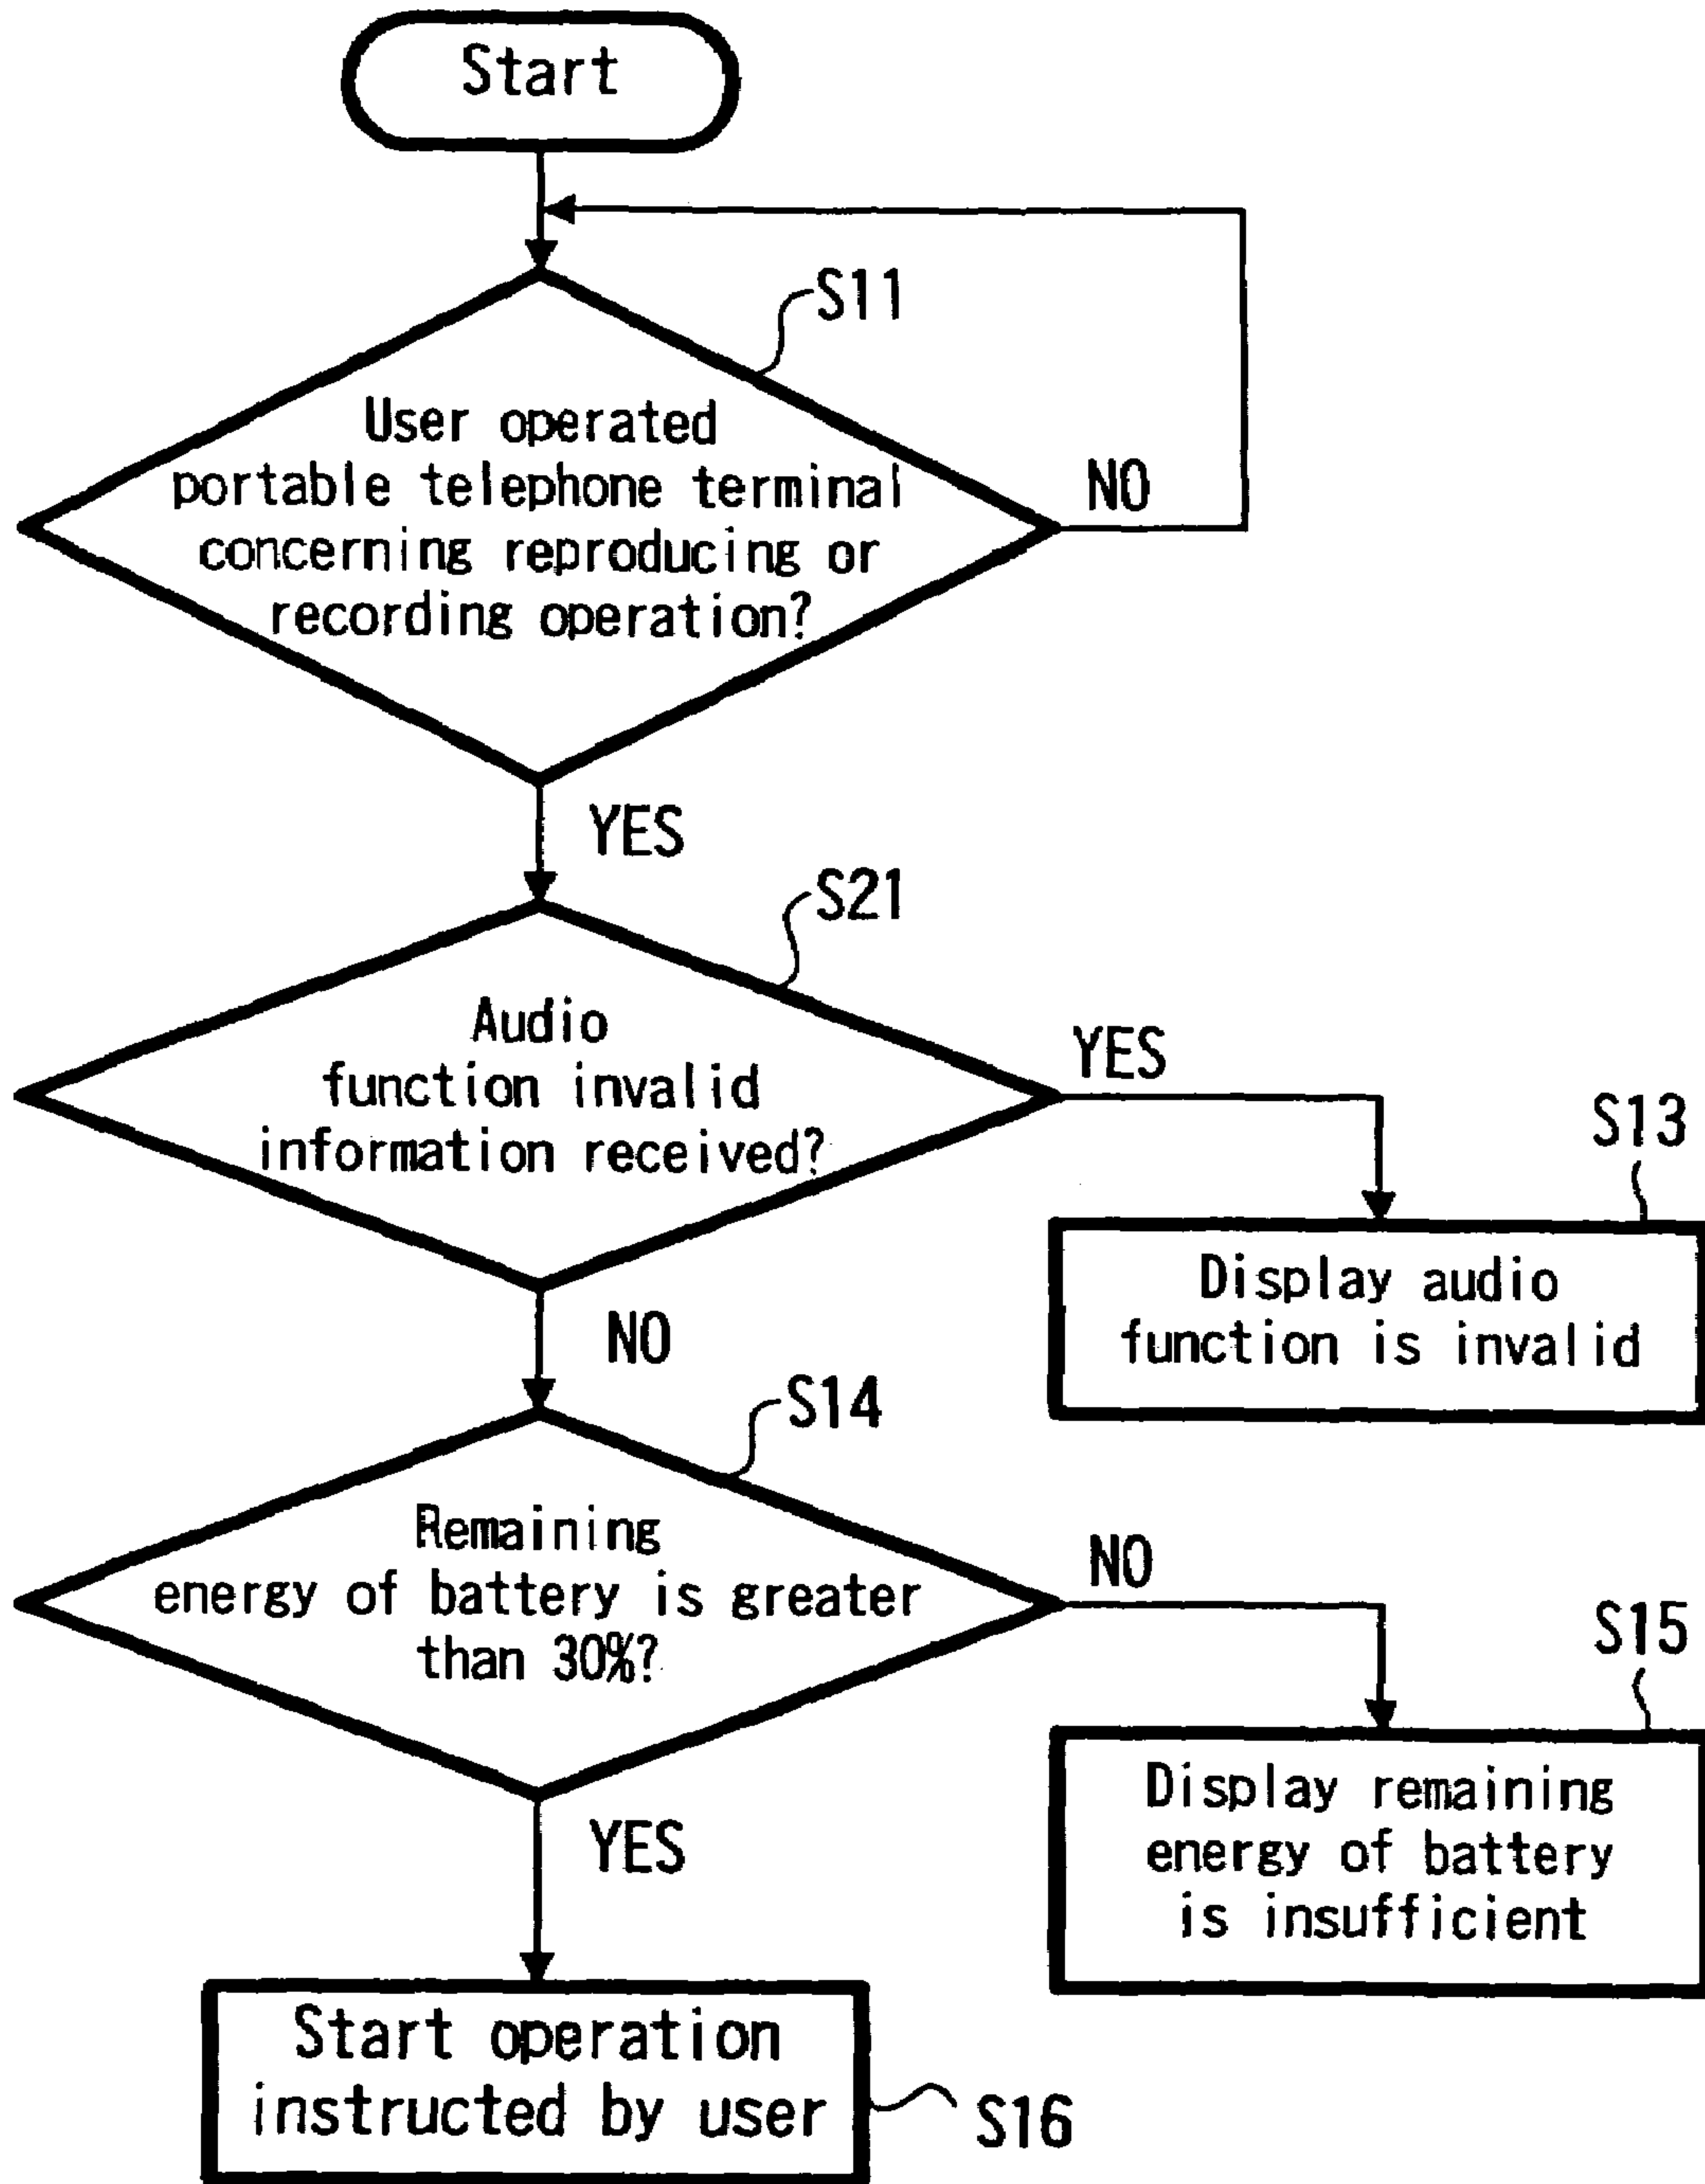 Start
S11
User operated
portable telephone terminal
concerning reproducing or
recording operation?
NO
YES
S21
Audio
function invalid
information received?
YES
S13
Display audio
function is invalid
NO
S14
Remaining
energy of battery is greater
than 30%?
NO
S15
Display remaining
energy of battery
is insufficient
YES
Start operation
instructed by user
S16